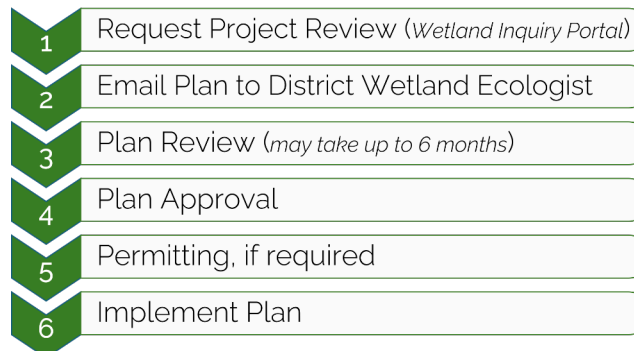 1 Request Project Review (Wetland Inquiry Portal)
2 Email Plan to District Wetland Ecologist
3 Plan Review (may take up to 6 months)
4 Plan Approval
5 Permitting, if required
6 Implement Plan